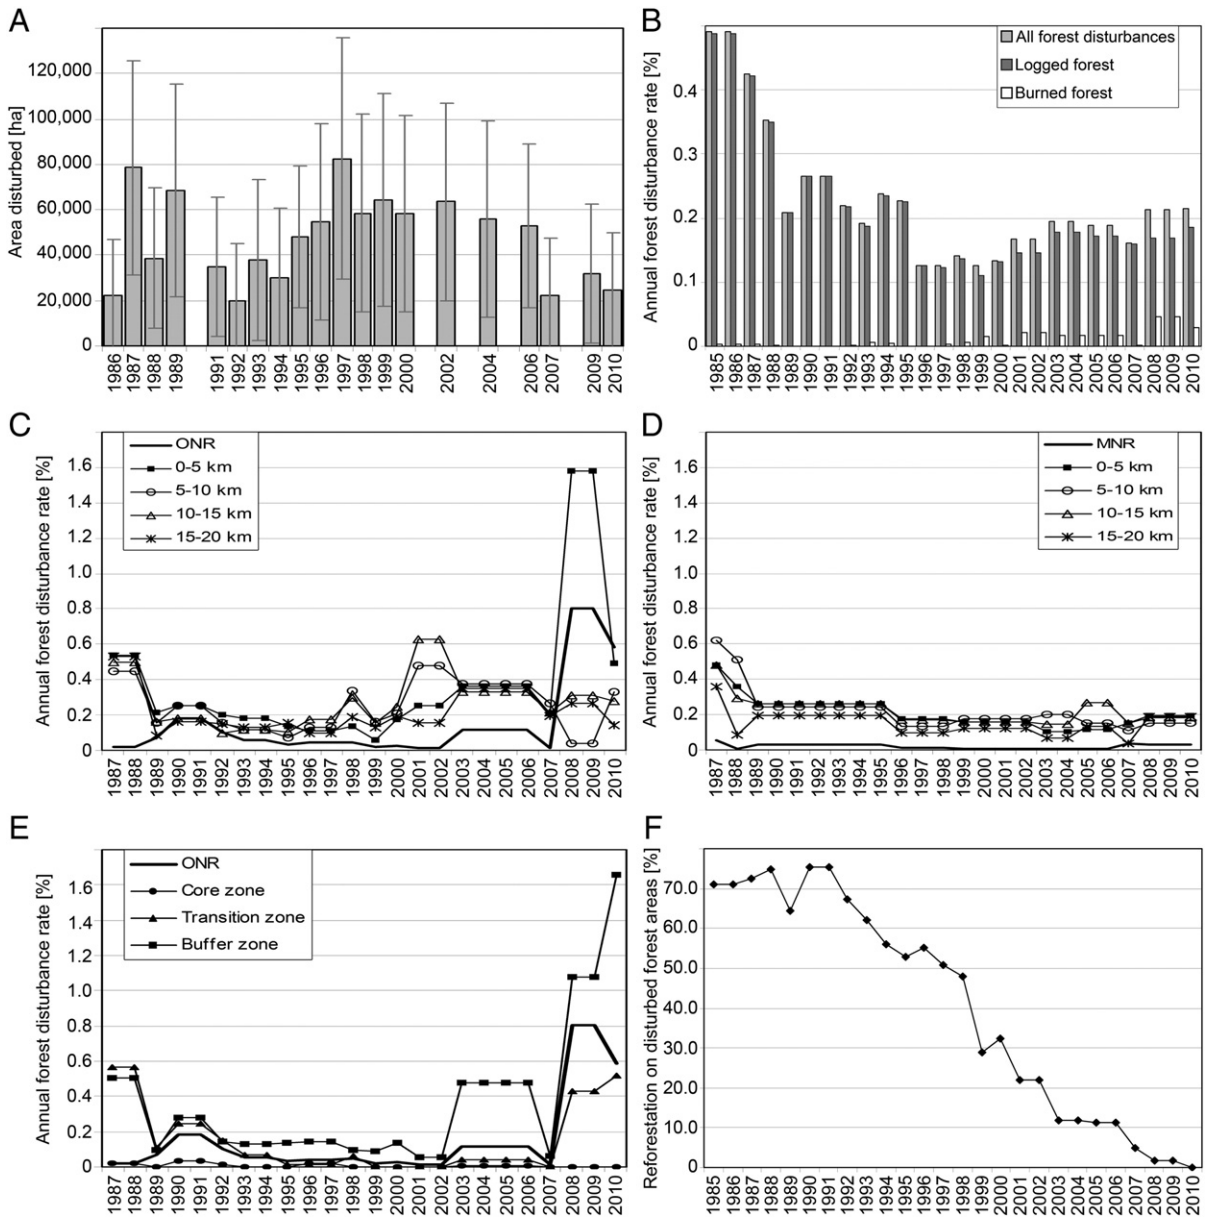 A
Area disturbed [ha]
120,000
100,000
80,000
60,000
40,000
20,000
0
1986 1987 1988 1989 1991 1992 1993 1994 1995 1996 1997 1998 1999 2000 2002 2004 2006 2007 2009 2010
B
Annual forest disturbance rate [%]
All forest disturbances
Logged forest
Burned forest
0.4
0.3
0.2
0.1
0
1985 1986 1987 1988 1989 1990 1991 1992 1993 1994 1995 1996 1997 1998 1999 2000 2001 2002 2003 2004 2005 2006 2007 2008 2009 2010
C
Annual forest disturbance rate [%]
ONR
0-5 km
5-10 km
10-15 km
15-20 km
1.6
1.4
1.2
1.0
0.8
0.6
0.4
0.2
0
1987 1988 1989 1990 1991 1992 1993 1994 1995 1996 1997 1998 1999 2000 2001 2002 2003 2004 2005 2006 2007 2008 2009 2010
D
Annual forest disturbance rate [%]
MNR
0-5 km
5-10 km
10-15 km
15-20 km
1.6
1.4
1.2
1.0
0.8
0.6
0.4
0.2
0
1987 1988 1989 1990 1991 1992 1993 1994 1995 1996 1997 1998 1999 2000 2001 2002 2003 2004 2005 2006 2007 2008 2009 2010
E
Annual forest disturbance rate [%]
ONR
Core zone
Transition zone
Buffer zone
1.6
1.4
1.2
1.0
0.8
0.6
0.4
0.2
0
1987 1988 1989 1990 1991 1992 1993 1994 1995 1996 1997 1998 1999 2000 2001 2002 2003 2004 2005 2006 2007 2008 2009 2010
F
Reforestation on disturbed forest areas [%]
70.0
60.0
50.0
40.0
30.0
20.0
10.0
0
1985 1986 1987 1988 1989 1990 1991 1992 1993 1994 1995 1996 1997 1998 1999 2000 2001 2002 2003 2004 2005 2006 2007 2008 2009 2010